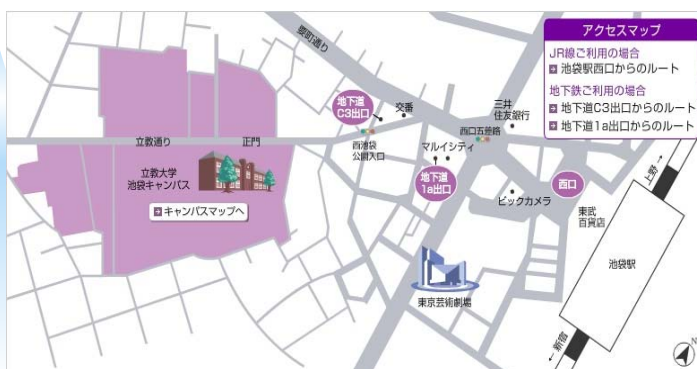 アクセスマップ
JR線ご利用の場合
池袋駅西口からのルート
地下鉄ご利用の場合
地下道C3出口からのルート
地下道1a出口からのルート
要町通り
地下道
C3出口
交番
三井
住友銀行
西口五差路
立教通り
正門
西池袋
公園入口
マルイシティ
立教大学
池袋キャンパス
地下道
1a出口
西口
上野→
キャンパスマップへ
ビックカメラ
東武
百貨店
池袋駅
東京芸術劇場
←新宿
N